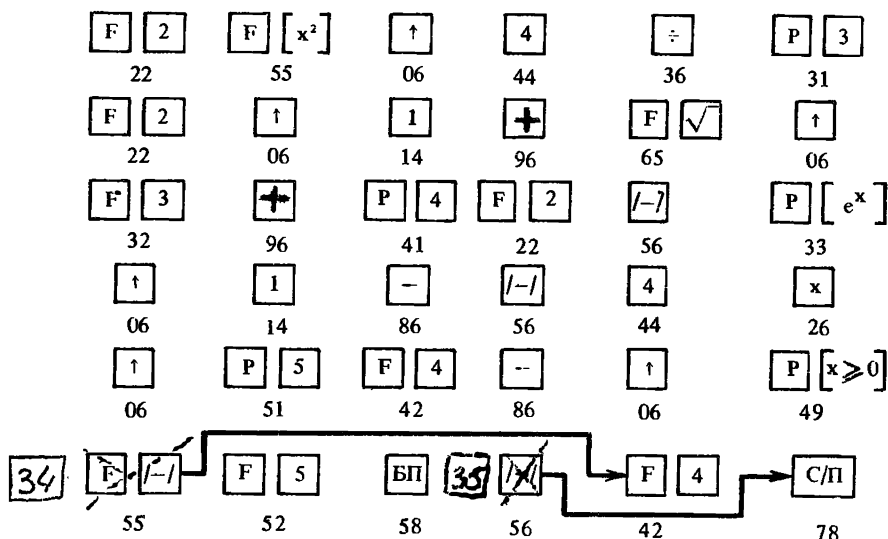 F 2 F [ x² ] ↑ 4 ÷ P 3
22 55 06 44 36 31
F 2 ↑ 1 + F √ ↑
22 06 14 96 65 06
F 3 + P 4 F 2 /–/ P [ eˣ ]
32 96 41 22 56 33
↑ 1 – /–/ 4 x
06 14 86 56 44 26
↑ P 5 F 4 -- ↑ P [ x ⩾ 0 ]
06 51 42 86 06 49
34 F /–/ F 5 БП 35 F 4 С/П
55 52 58 56 42 78